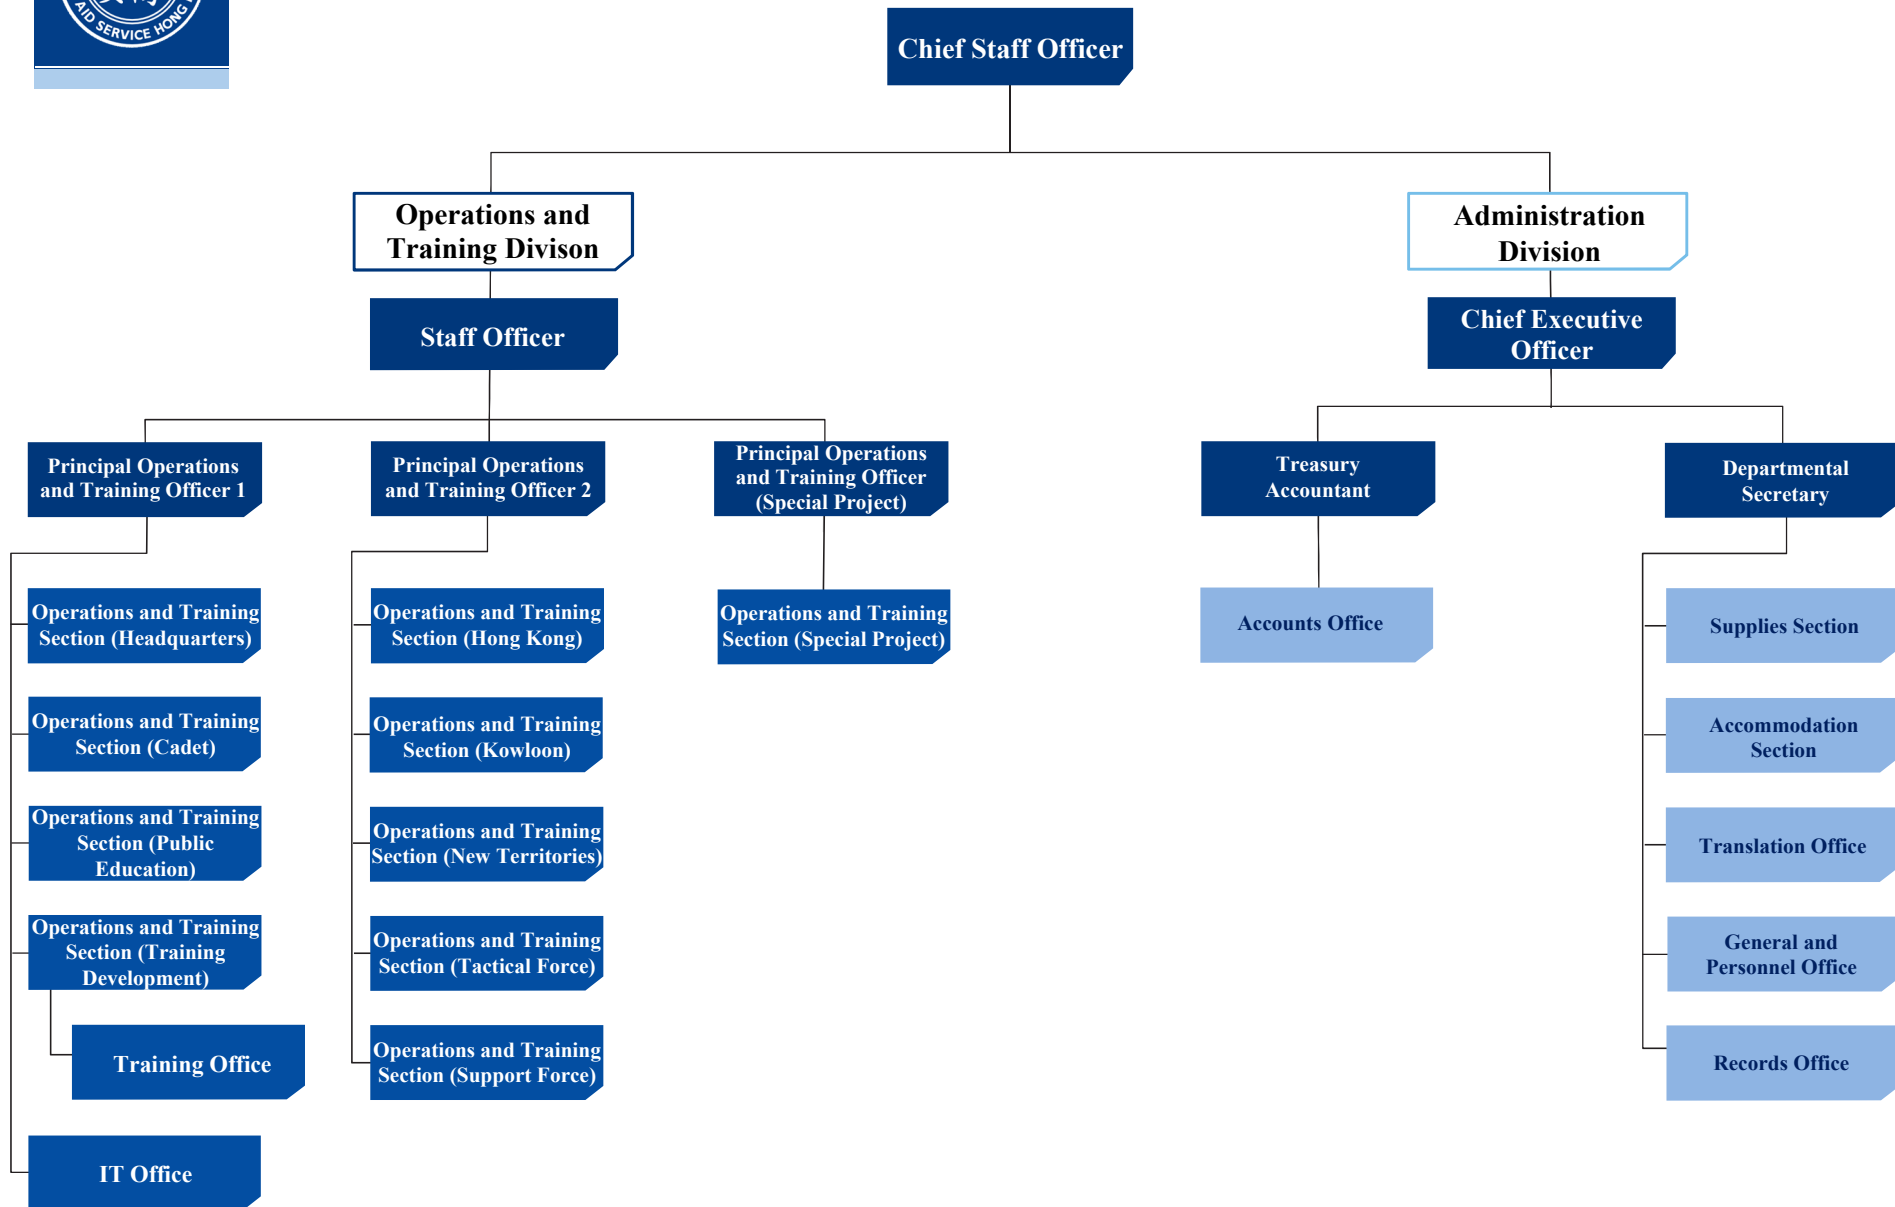 AID SERVICE HONG
Chief Staff Officer
Operations and
Training Divison
Administration
Division
Staff Officer
Chief Executive
Officer
Principal Operations
and Training Officer 1
Principal Operations
and Training Officer 2
Principal Operations
and Training Officer
(Special Project)
Treasury
Accountant
Departmental
Secretary
Operations and Training
Section (Headquarters)
Operations and Training
Section (Cadet)
Operations and Training
Section (Public
Education)
Operations and Training
Section (Training
Development)
Training Office
IT Office
Operations and Training
Section (Hong Kong)
Operations and Training
Section (Kowloon)
Operations and Training
Section (New Territories)
Operations and Training
Section (Tactical Force)
Operations and Training
Section (Support Force)
Operations and Training
Section (Special Project)
Accounts Office
Supplies Section
Accommodation
Section
Translation Office
General and
Personnel Office
Records Office